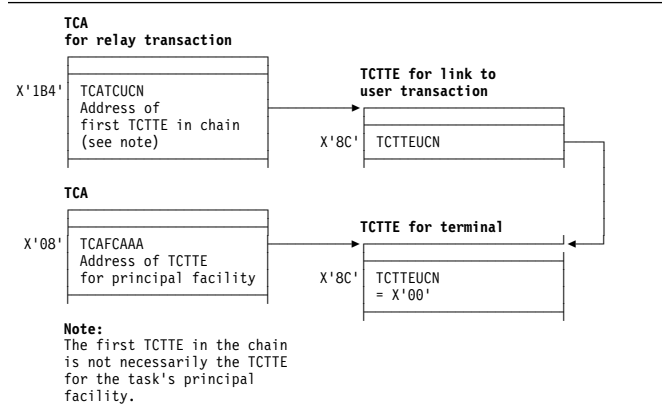 TCA
for relay transaction
X'1B4'
TCATCUCN
Address of
first TCTTE in chain
(see note)
TCTTE for link to
user transaction
X'8C'
TCTTEUCN
TCA
X'08'
TCAFCAAA
Address of TCTTE
for principal facility
TCTTE for terminal
X'8C'
TCTTEUCN
= X'00'
Note:
The first TCTTE in the chain
is not necessarily the TCTTE
for the task's principal
facility.